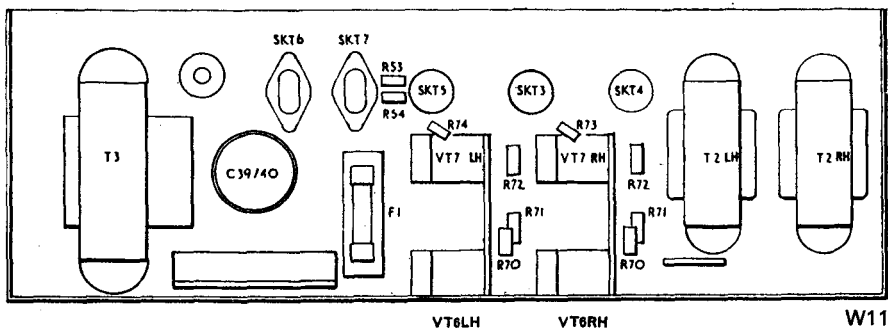 SKT6 SKT7
R53
SKT5 SKT3 SKT4
R54
R74 R73
T3 VT7 LH VT7 RH T2 LH T2 RH
C39/40 R72 R72
F1 R71 R71
R70 R70
VT6LH VT6RH W11